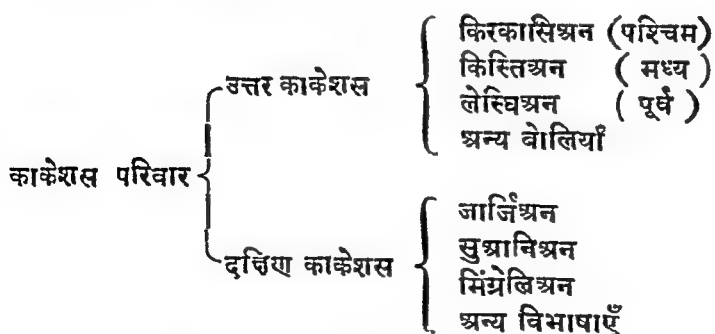 किरकासिअन (पश्चिम)
उत्तर काकेशस
किस्तिअन ( मध्य )
लेस्घिअन ( पूर्व )
अन्य बोलियाँ
काकेशस परिवार
जार्जिअन
सुआनिअन
दक्षिण काकेशस
मिंग्रेलिअन
अन्य विभाषाएँ